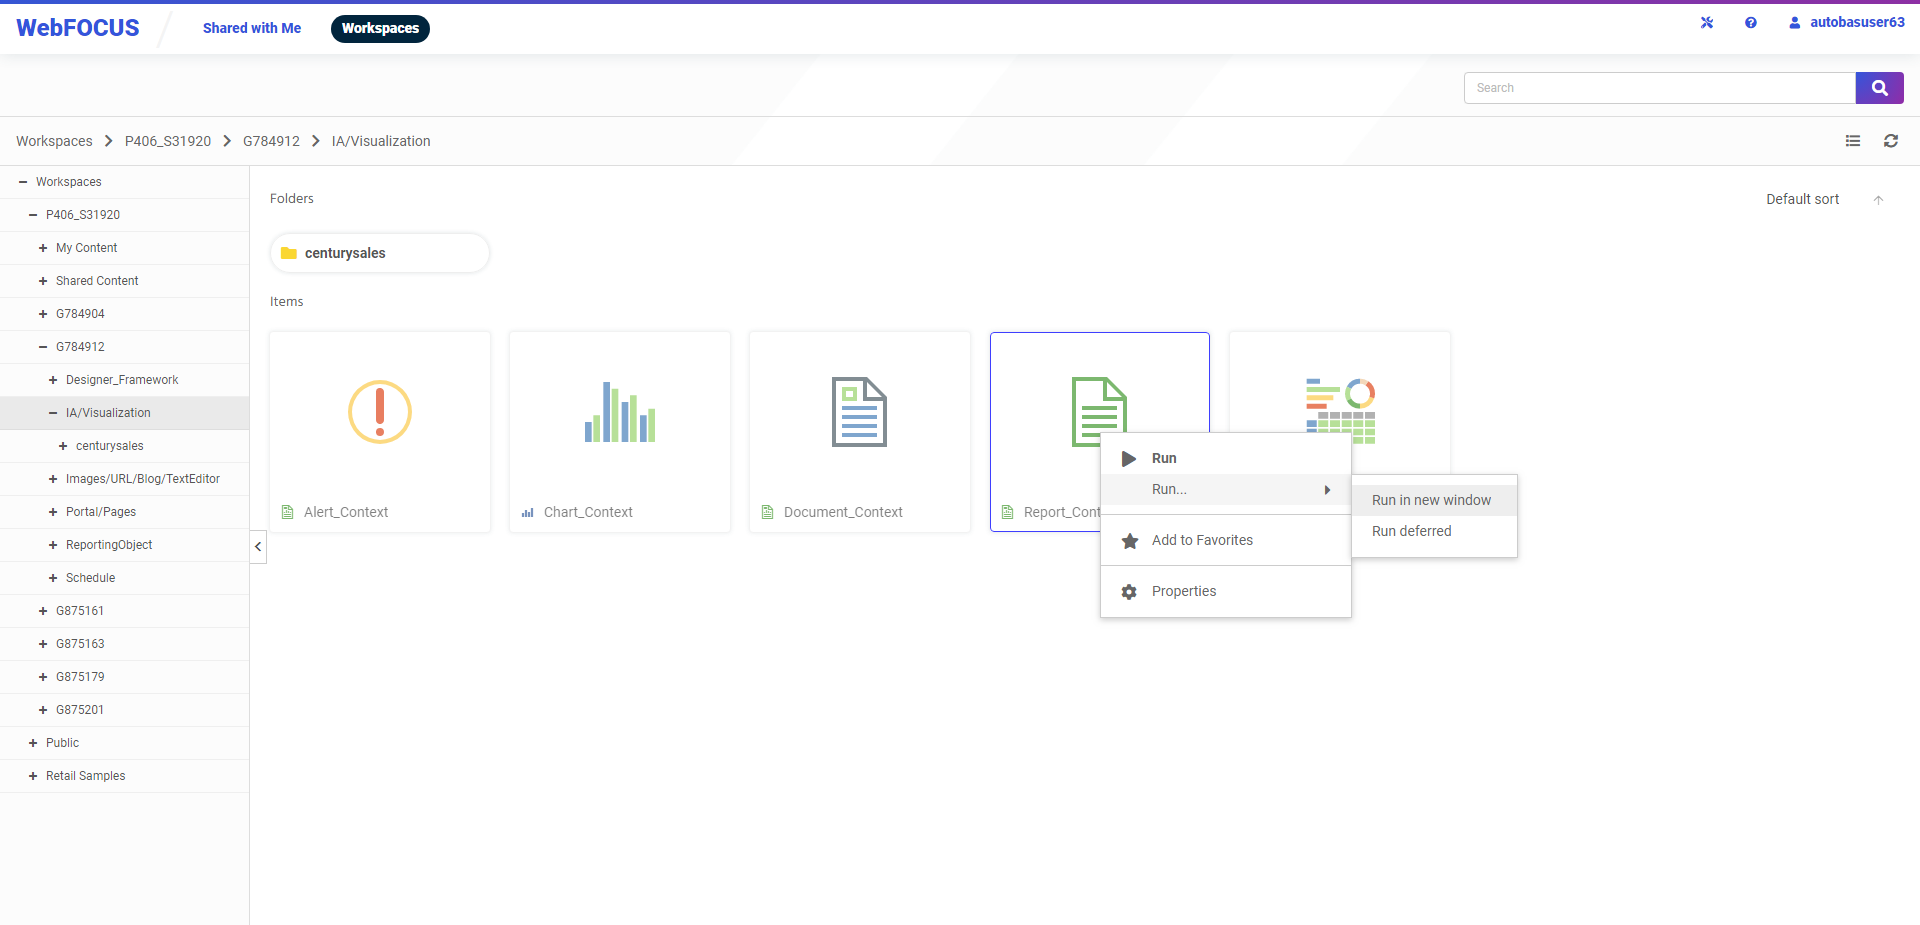 WebFOCUS
Shared with Me
Workspaces
autobasuser63
Search
Workspaces
P406_S31920
G784912
IA/Visualization
Workspaces
P406_S31920
My Content
Shared Content
G784904
G784912
Designer_Framework
IA/Visualization
centurysales
Images/URL/Blog/TextEditor
Portal/Pages
ReportingObject
Schedule
G875161
G875163
G875179
G875201
Public
Retail Samples
Folders
Default sort
centurysales
Items
Alert_Context
Chart_Context
Document_Context
Report_Cont
Run
Run...
Add to Favorites
Properties
Run in new window
Run deferred